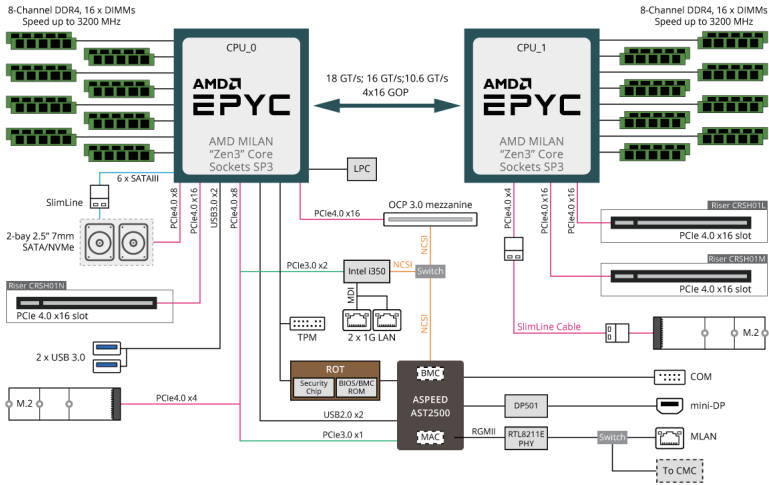 8-Channel DDR4, 16 x DIMMs
Speed up to 3200 MHz
8-Channel DDR4, 16 x DIMMs
Speed up to 3200 MHz
CPU_0
CPU_1
AMD
EPYC
AMD MILAN
"Zen3" Core
Sockets SP3
18 GT/s; 16 GT/s;10.6 GT/s
4x16 GOP
AMD
EPYC
AMD MILAN
"Zen3" Core
Sockets SP3
6 x SATAIII
LPC
SlimLine
PCIe4.0 x8
PCIe4.0 x16
USB3.0 x2
PCIe4.0 x8
PCIe4.0 x16
OCP 3.0 mezzanine
PCIe4.0 x4
PCIe4.0 x16
PCIe4.0 x16
Riser CRSH01L
PCIe 4.0 x16 slot
2-bay 2.5" 7mm
SATA/NVMe
NCSI
PCIe3.0 x2
Intel i350
NCSI
Switch
Riser CRSH01M
PCIe 4.0 x16 slot
Riser CRSH01N
PCIe 4.0 x16 slot
MDI
2 x 1G LAN
NCSI
TPM
SlimLine Cable
M.2
2 x USB 3.0
ROT
Security
Chip
BIOS/BMC
ROM
BMC
ASPEED
AST2500
MAC
COM
M.2
PCIe4.0 x4
USB2.0 x2
DP501
mini-DP
PCIe3.0 x1
RGMII
RTL8211E
PHY
Switch
MLAN
To CMC